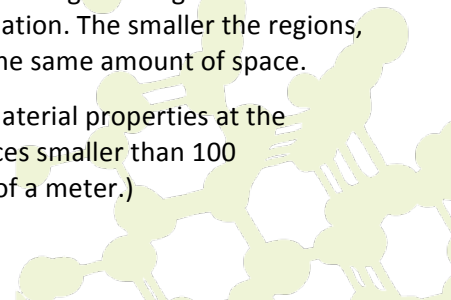 ation. The smaller the regions,
he same amount of space.
aterial properties at the
ces smaller than 100
of a meter.)